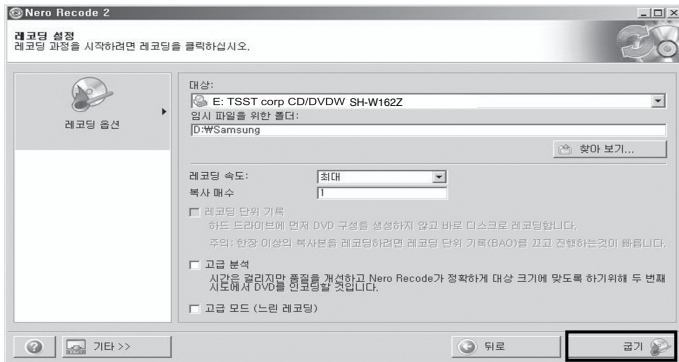 Nero Recode 2
레코딩 설정
레코딩 과정을 시작하려면 레코딩을 클릭하십시오.
레코딩 옵션
대상:
E: TSST corp CD/DVDW SH-W162Z
임시 파일을 위한 폴더:
D:₩Samsung
찾아 보기...
레코딩 속도:
최대
복사 매수
1
레코딩 단위 기록
하드 드라이브에 먼저 DVD 구성을 생성하지 않고 바로 디스크로 레코딩합니다.
주의: 한장 이상의 복사본을 레코딩하려면 레코딩 단위 기록(BAO)를 끄고 진행하는것이 빠릅니다.
고급 분석
시간은 걸리지만 품질을 개선하고 Nero Recode가 정확하게 대상 크기에 맞도록 하기위해 두 번째
시도에서 DVD를 인코딩할 것입니다.
고급 모드 (느린 레코딩)
기타 >>
뒤로
굽기